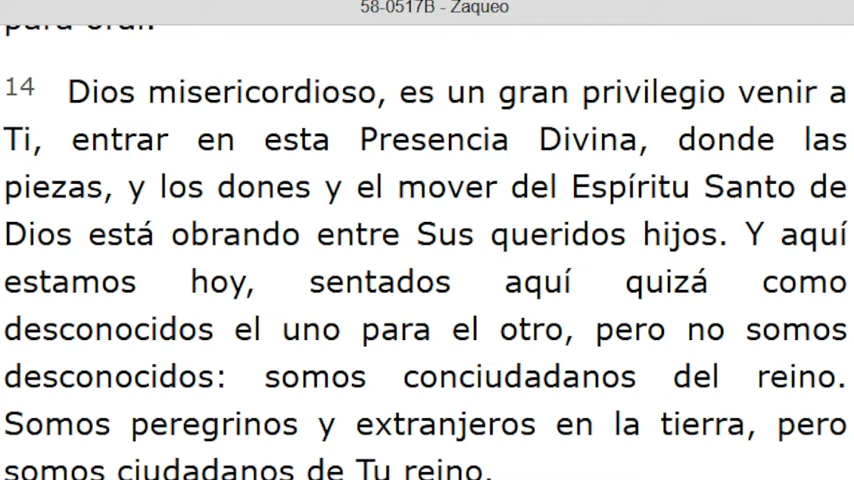 58-0517B - Zaqueo
para orar.
14 Dios misericordioso, es un gran privilegio venir a
Ti, entrar en esta Presencia Divina, donde las
piezas, y los dones y el mover del Espíritu Santo de
Dios está obrando entre Sus queridos hijos. Y aquí
estamos hoy, sentados aquí quizá como
desconocidos el uno para el otro, pero no somos
desconocidos: somos conciudadanos del reino.
Somos peregrinos y extranjeros en la tierra, pero
somos ciudadanos de Tu reino.